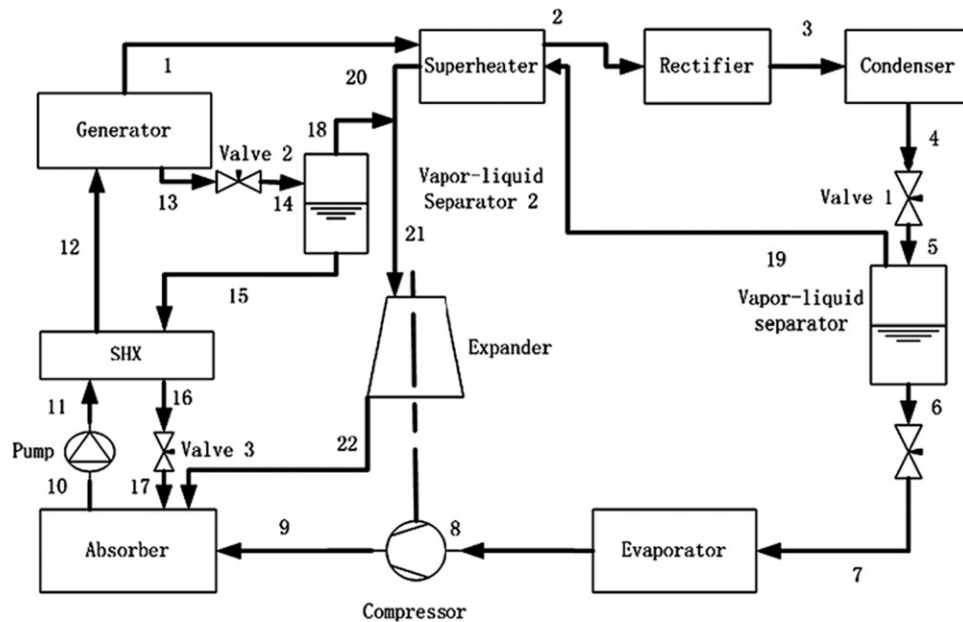 2
3
1
20
Superheater
Rectifier
Condenser
Generator
18
4
Valve 2
Vapor-liquid
Separator 2
Valve 1
13
14
12
21
19
5
15
Vapor-liquid
separator
SHX
Expander
11
16
6
Pump
Valve 3
22
10
17
9
8
Absorber
Evaporator
7
Compressor